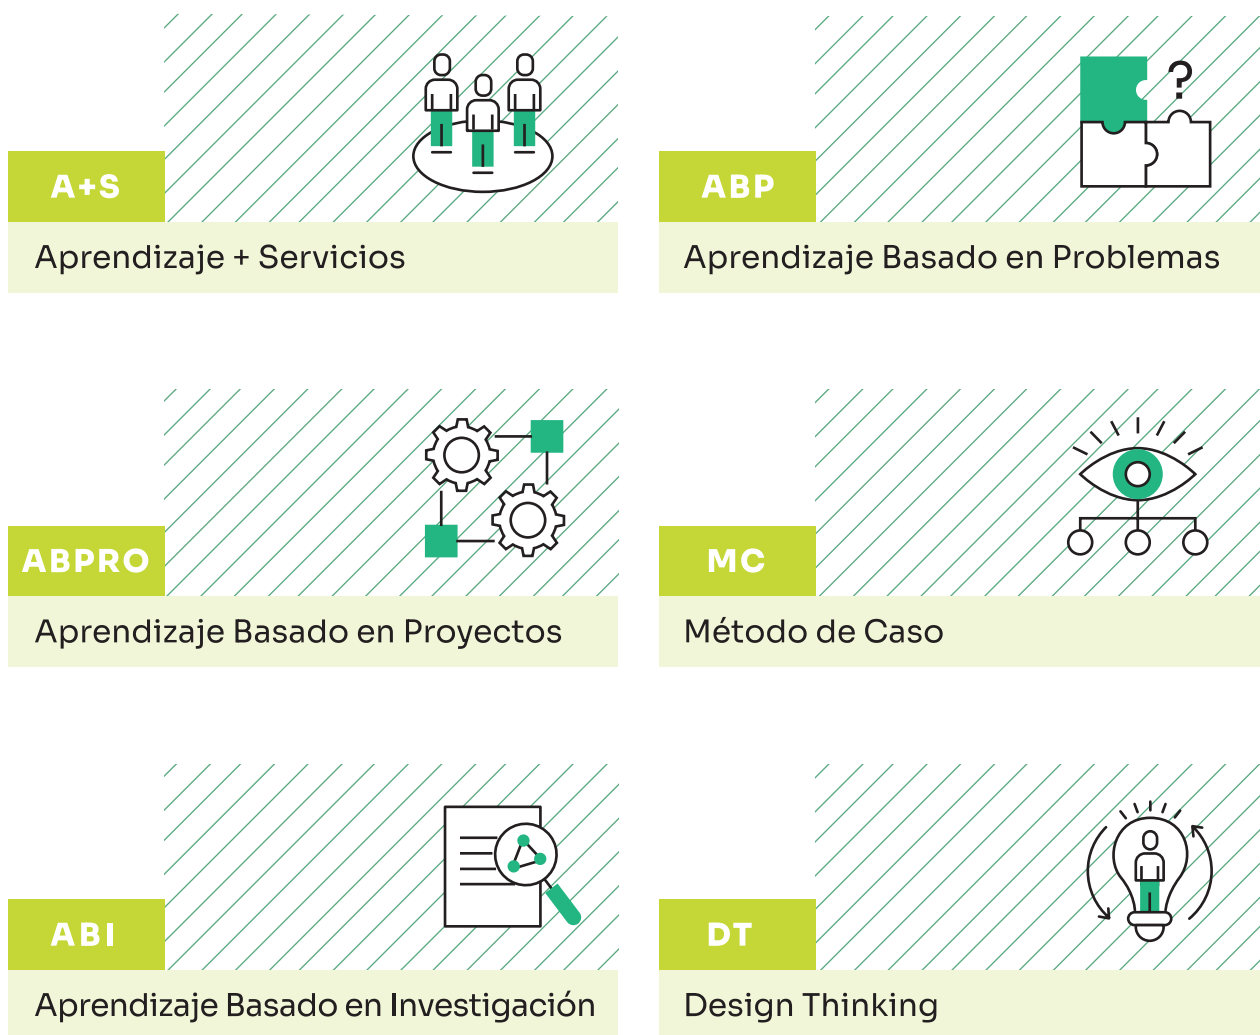 A+S
Aprendizaje + Servicios
?
ABP
Aprendizaje Basado en Problemas
ABPRO
Aprendizaje Basado en Proyectos
MC
Método de Caso
ABI
Aprendizaje Basado en Investigación
DT
Design Thinking